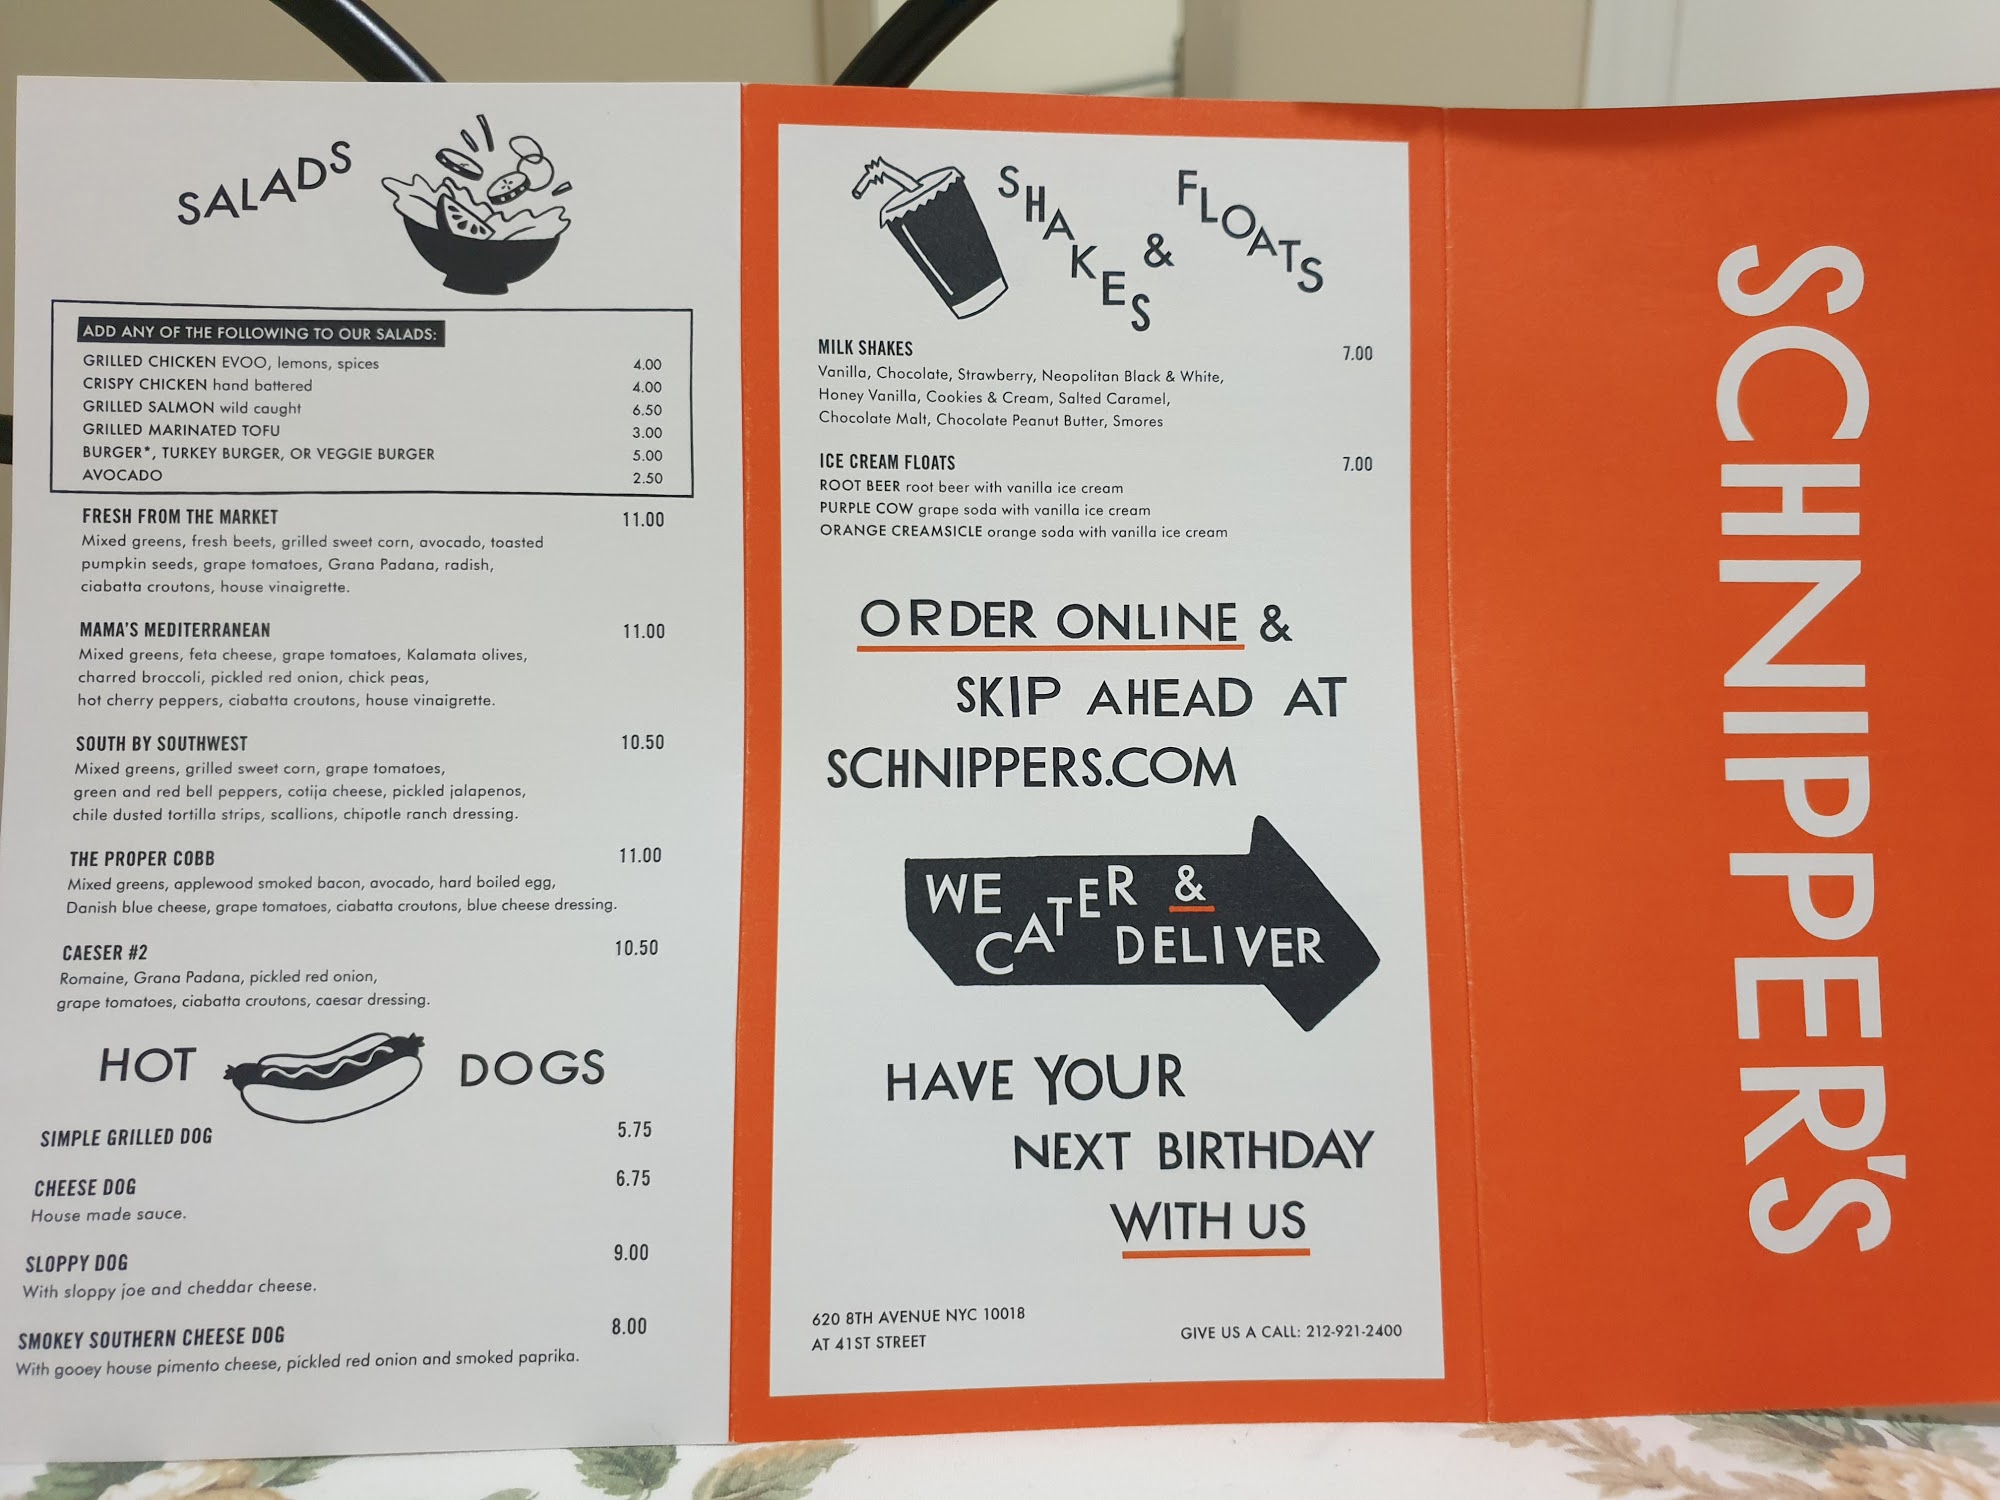 SALADS
ADD ANY OF THE FOLLOWING TO OUR SALADS:
GRILLED CHICKEN EVOO, lemons, spices 4.00
CRISPY CHICKEN hand battered 4.00
GRILLED SALMON wild caught 6.50
GRILLED MARINATED TOFU 3.00
BURGER*, TURKEY BURGER, OR VEGGIE BURGER 5.00
AVOCADO 2.50
FRESH FROM THE MARKET 11.00
Mixed greens, fresh beets, grilled sweet corn, avocado, toasted
pumpkin seeds, grape tomatoes, Grana Padana, radish,
ciabatta croutons, house vinaigrette.
MAMA'S MEDITERRANEAN 11.00
Mixed greens, feta cheese, grape tomatoes, Kalamata olives,
charred broccoli, pickled red onion, chick peas,
hot cherry peppers, ciabatta croutons, house vinaigrette.
SOUTH BY SOUTHWEST 10.50
Mixed greens, grilled sweet corn, grape tomatoes,
green and red bell peppers, cotija cheese, pickled jalapenos,
chile dusted tortilla strips, scallions, chipotle ranch dressing.
THE PROPER COBB 11.00
Mixed greens, applewood smoked bacon, avocado, hard boiled egg,
Danish blue cheese, grape tomatoes, ciabatta croutons, blue cheese dressing.
CAESER #2 10.50
Romaine, Grana Padana, pickled red onion,
grape tomatoes, ciabatta croutons, caesar dressing.
HOT DOGS
SIMPLE GRILLED DOG 5.75
CHEESE DOG 6.75
House made sauce.
SLOPPY DOG 9.00
With sloppy joe and cheddar cheese.
SMOKEY SOUTHERN CHEESE DOG 8.00
With gooey house pimento cheese, pickled red onion and smoked paprika.
SHAKES & FLOATS
MILK SHAKES 7.00
Vanilla, Chocolate, Strawberry, Neopolitan Black & White,
Honey Vanilla, Cookies & Cream, Salted Caramel,
Chocolate Malt, Chocolate Peanut Butter, Smores
ICE CREAM FLOATS 7.00
ROOT BEER root beer with vanilla ice cream
PURPLE COW grape soda with vanilla ice cream
ORANGE CREAMSICLE orange soda with vanilla ice cream
ORDER ONLINE &
SKIP AHEAD AT
SCHNIPPERS.COM
WE CATER &
DELIVER
HAVE YOUR
NEXT BIRTHDAY
WITH US
620 8TH AVENUE NYC 10018
AT 41ST STREET
GIVE US A CALL: 212-921-2400
SCHNIPPER'S